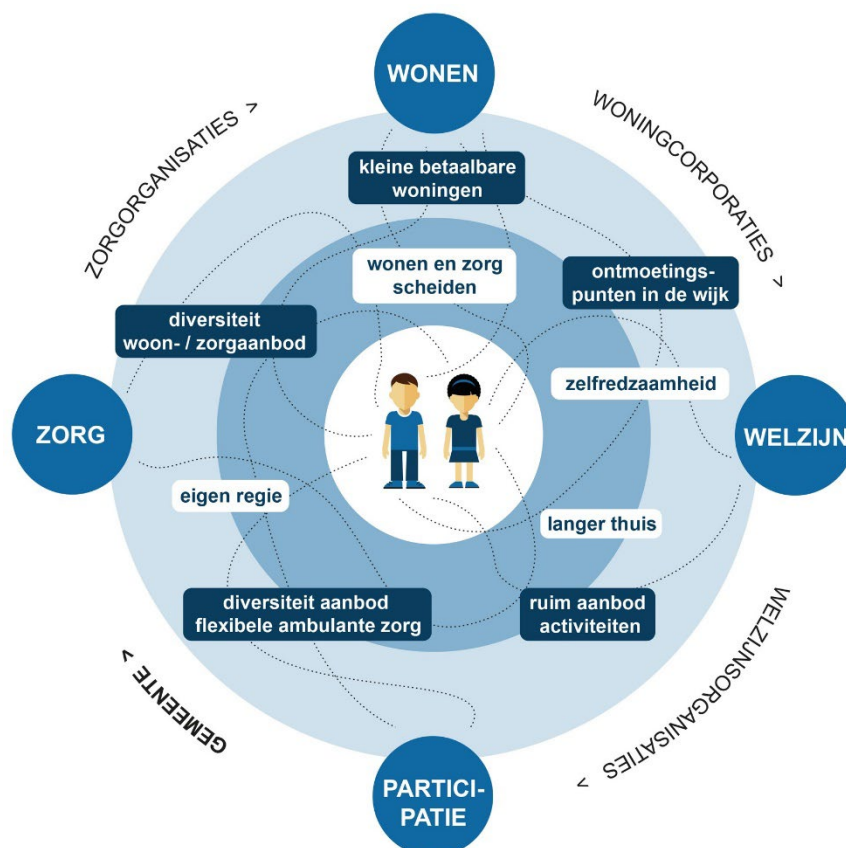 WONEN
ZORGORGANISATIES >
WONINGCORPORATIES >
kleine betaalbare
woningen
wonen en zorg
scheiden
ontmoetings-
punten in de wijk
diversiteit
woon- / zorgaanbod
zelfredzaamheid
ZORG
WELZIJN
eigen regie
langer thuis
diversiteit aanbod
flexibele ambulante zorg
ruim aanbod
activiteiten
GEMEENTE >
WELZIJNSORGANISATIES >
PARTICI-
PATIE